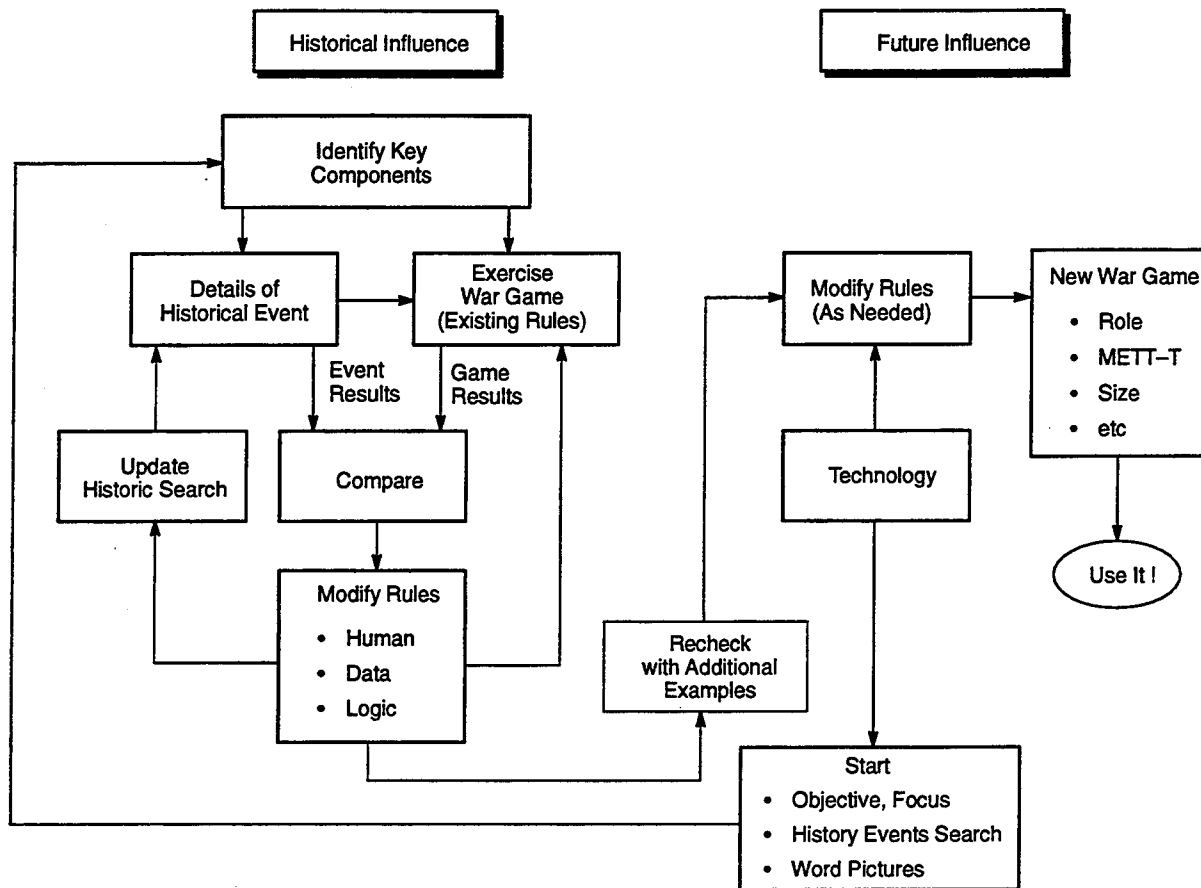 Historical Influence
Future Influence
Identify Key
Components
Details of
Historical Event
Exercise
War Game
(Existing Rules)
Event
Results
Game
Results
Update
Historic Search
Compare
Modify Rules
• Human
• Data
• Logic
Recheck
with Additional
Examples
Modify Rules
(As Needed)
Technology
New War Game
• Role
• METT–T
• Size
• etc
Use It !
Start
• Objective, Focus
• History Events Search
• Word Pictures